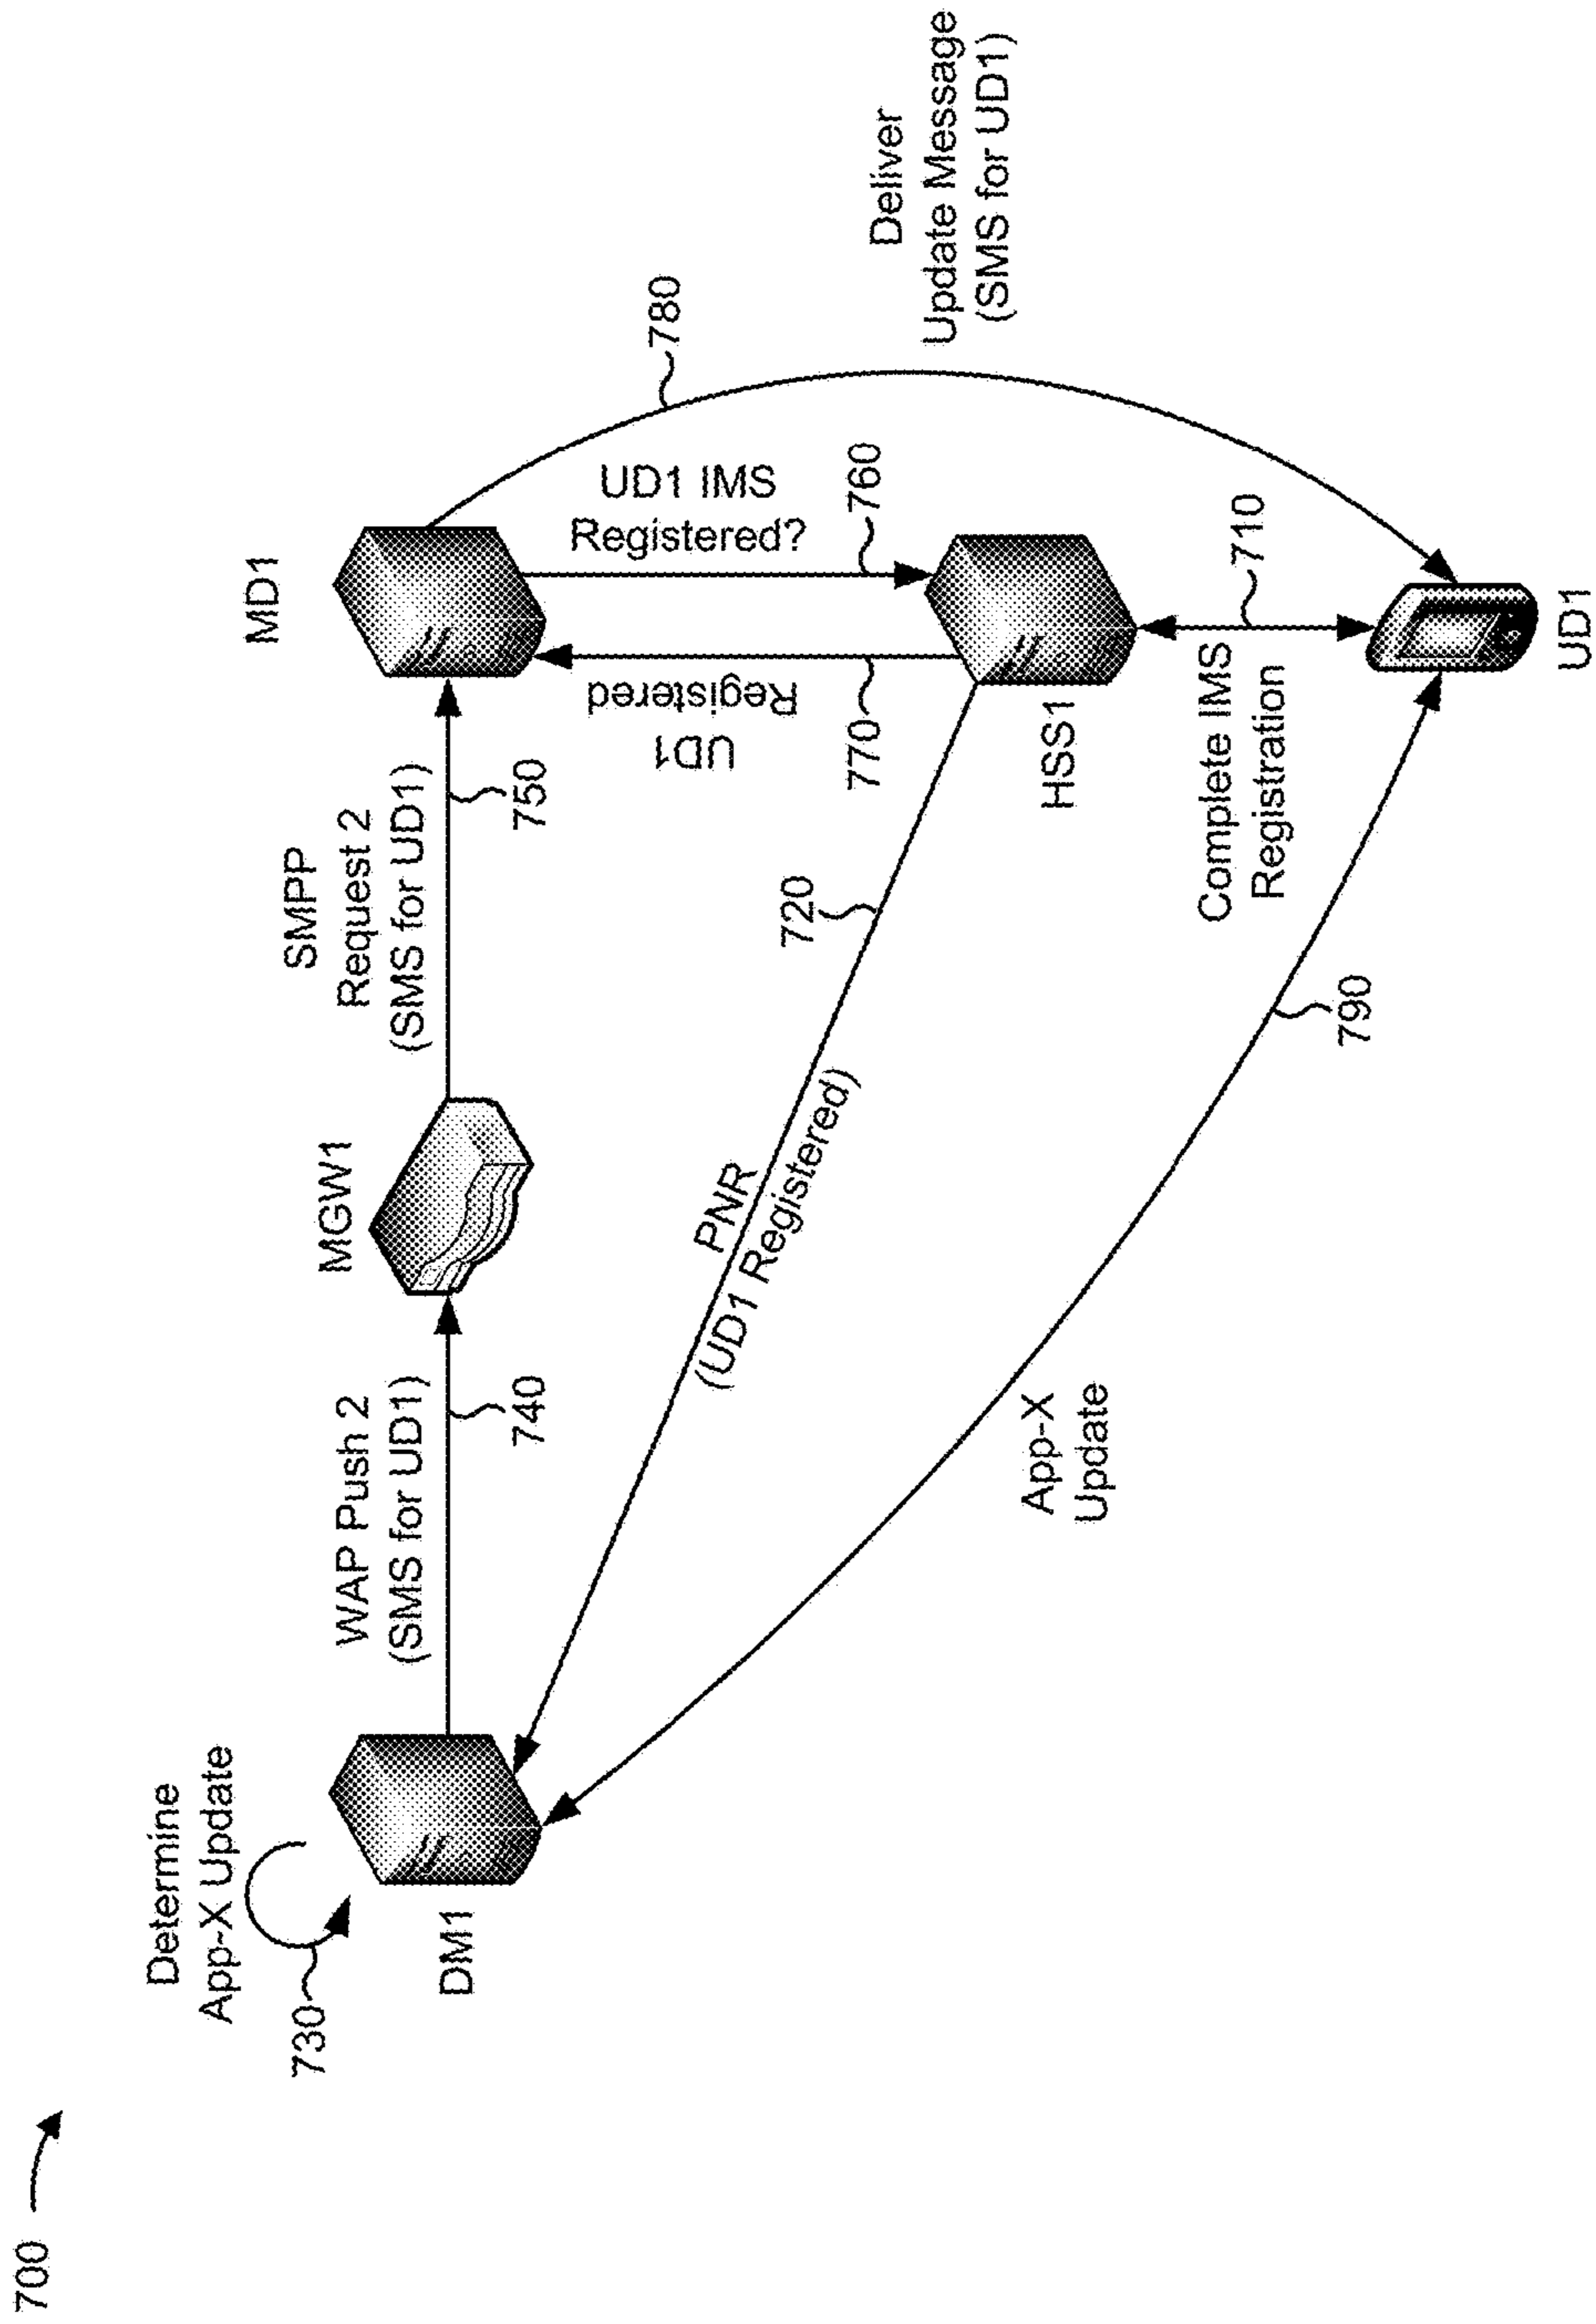 700
Determine
App-X Update
730
DM1
WAP Push 2
(SMS for UD1)
740
MGW1
SMPP
Request 2
(SMS for UD1)
750
MD1
UD1 IMS
Registered?
760
UD1
Registered
770
HSS1
780
Deliver
Update Message
(SMS for UD1)
PNR
(UD1 Registered)
720
Complete IMS
Registration
710
App-X
Update
790
UD1